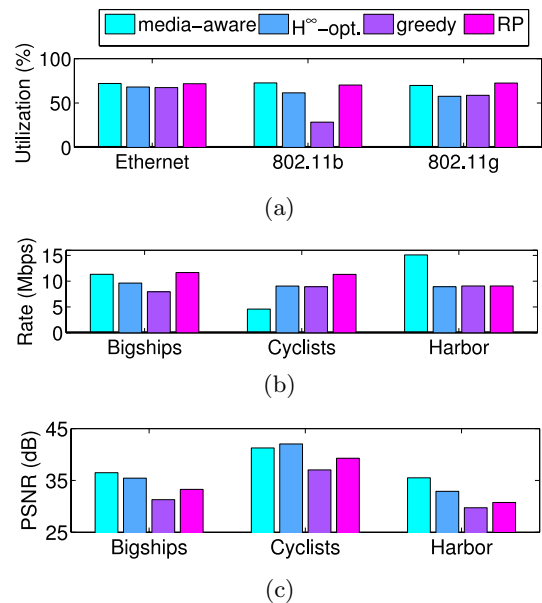 media-aware H∞-opt. greedy RP
Utilization (%)
100
50
0
Ethernet 802.11b 802.11g
(a)
Rate (Mbps)
15
10
5
0
Bigships Cyclists Harbor
(b)
PSNR (dB)
45
35
25
Bigships Cyclists Harbor
(c)